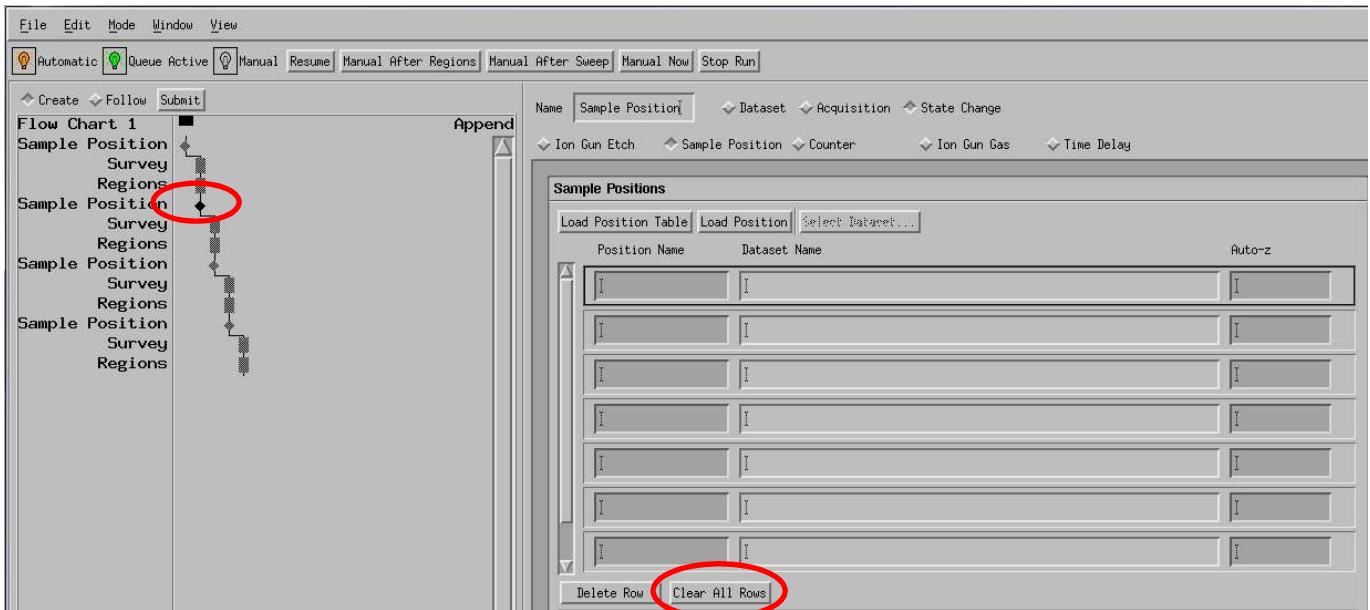 File Edit Mode Window View
Automatic Queue Active Manual Resume Manual After Regions Manual After Sweep Manual Now Stop Run
Create Follow Submit
Flow Chart 1 Append
Sample Position
Survey
Regions
Sample Position
Survey
Regions
Sample Position
Survey
Regions
Sample Position
Survey
Regions
Name Sample Position Dataset Acquisition State Change
Ion Gun Etch Sample Position Counter Ion Gun Gas Time Delay
Sample Positions
Load Position Table Load Position Select Dataset...
Position Name Dataset Name Auto-z
Delete Row Clear All Rows